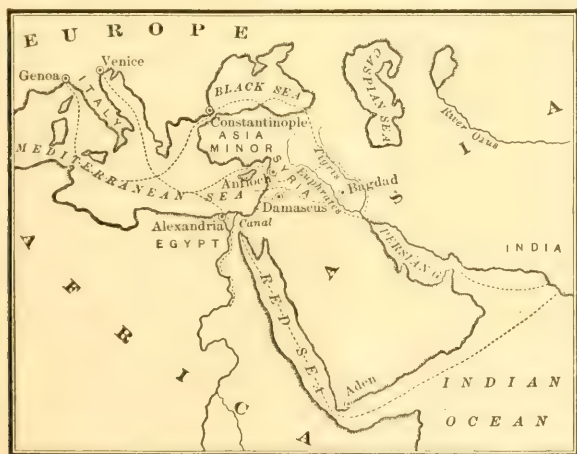 EUROPE
Venice
Genoa
ITALY
BLACK SEA
CASPIAN SEA
River Oxus
Constantinople
ASIA
MINOR
MEDITERRANEAN SEA
Antioch
SYRIA
Tigris
Euphrates
Bagdad
Damascus
Alexandria
Canal
EGYPT
PERSIAN G.
INDIA
ASIA
AFRICA
RED SEA
Aden
INDIAN
OCEAN